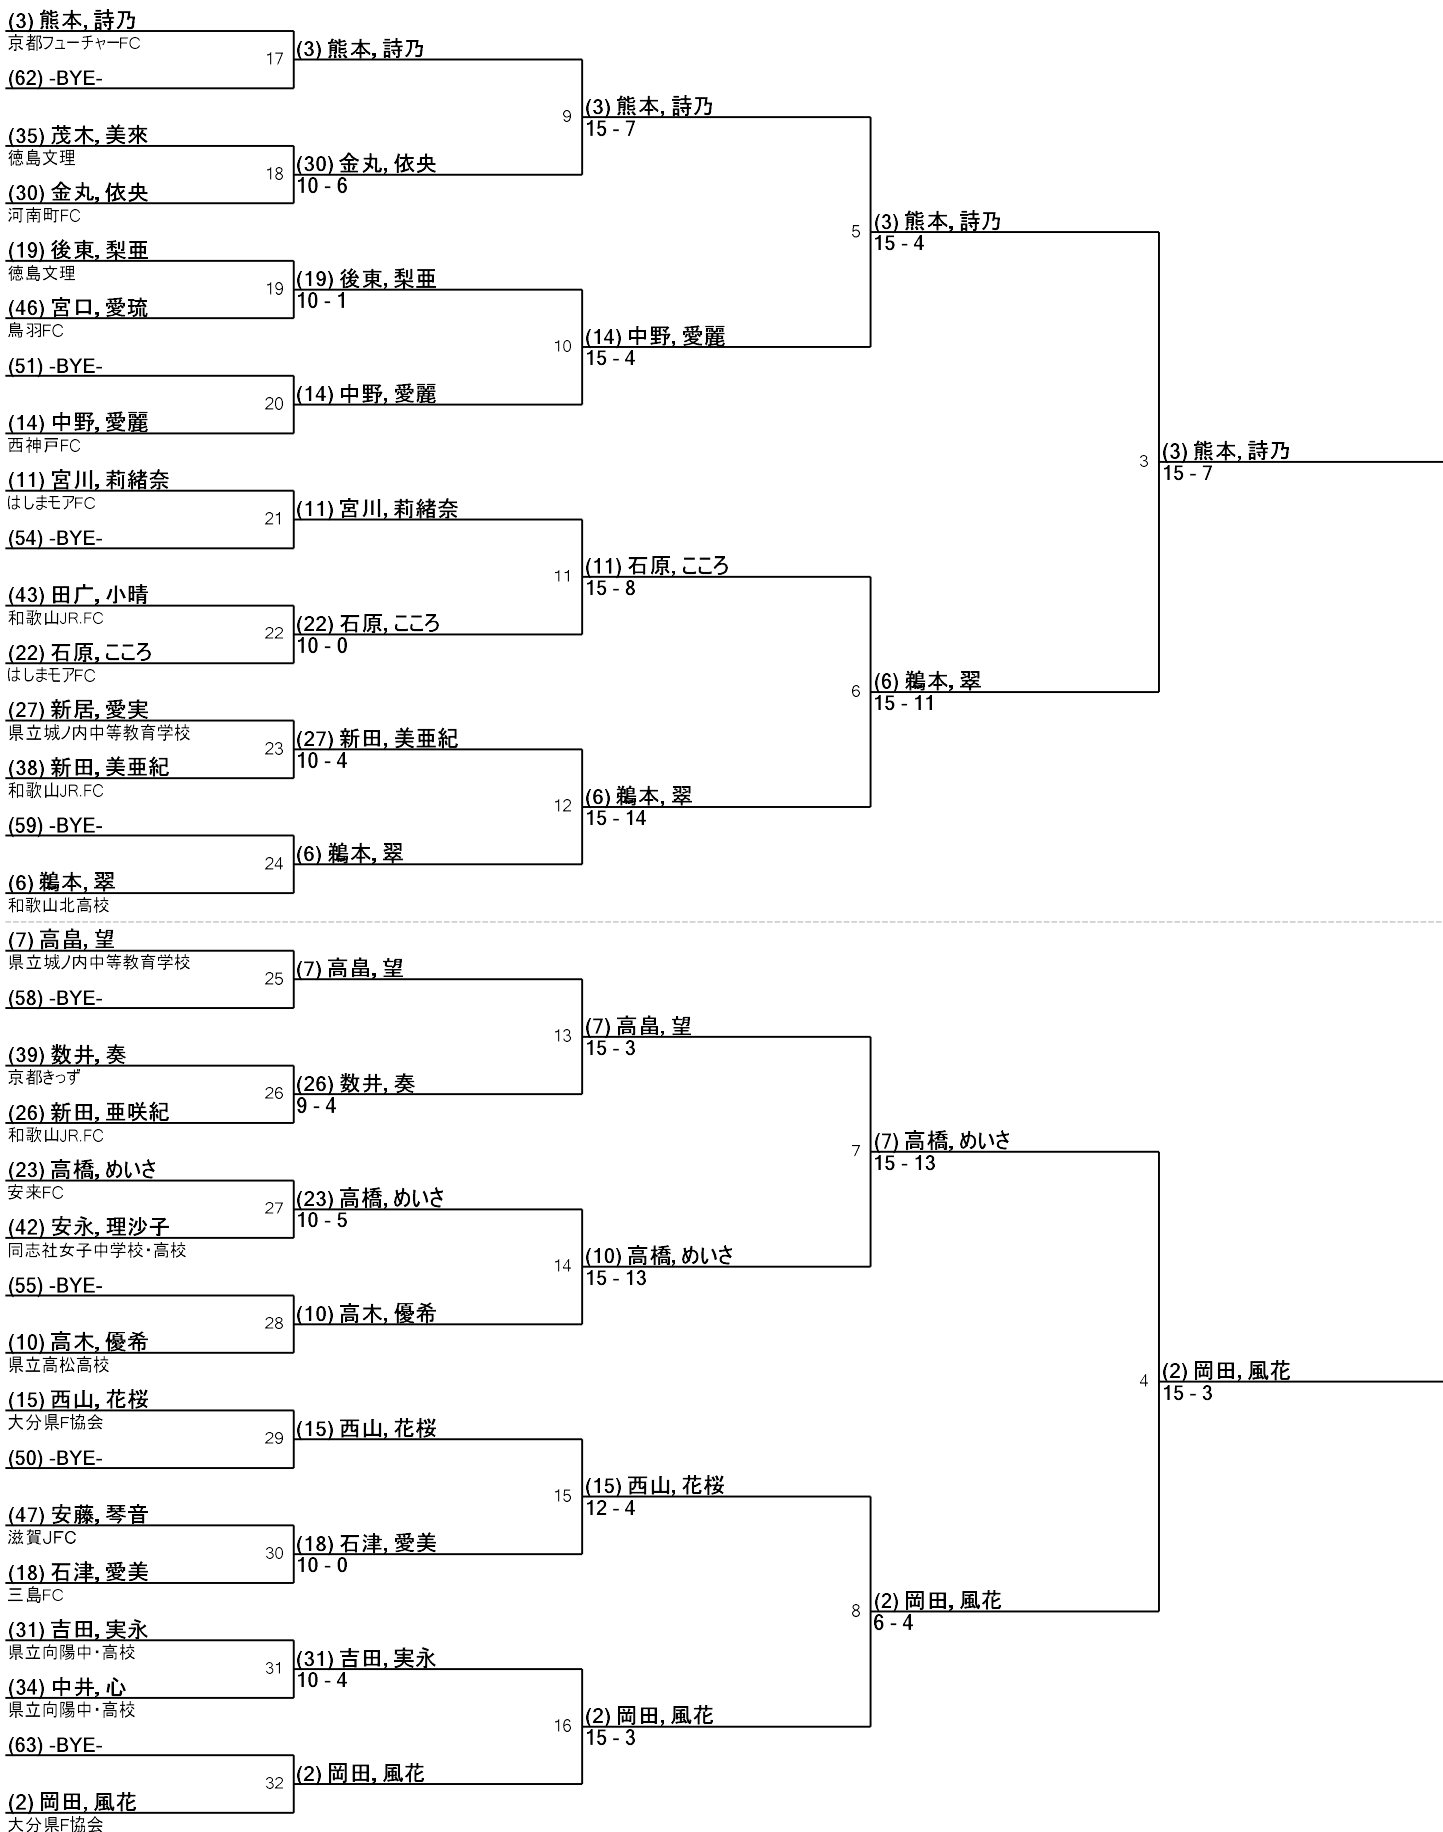 (3) 熊本, 詩乃
京都フューチャーFC
17
(3) 熊本, 詩乃
(62) -BYE-
9
(3) 熊本, 詩乃
15 - 7
(35) 茂木, 美來
徳島文理
18
(30) 金丸, 依央
10 - 6
(30) 金丸, 依央
河南町FC
5
(3) 熊本, 詩乃
15 - 4
(19) 後東, 梨亜
徳島文理
19
(19) 後東, 梨亜
10 - 1
(46) 宮口, 愛琉
鳥羽FC
10
(14) 中野, 愛麗
15 - 4
(51) -BYE-
20
(14) 中野, 愛麗
(14) 中野, 愛麗
西神戸FC
3
(3) 熊本, 詩乃
15 - 7
(11) 宮川, 莉緒奈
はしまモアFC
21
(11) 宮川, 莉緒奈
(54) -BYE-
11
(11) 石原, こころ
15 - 8
(43) 田广, 小晴
和歌山JR.FC
22
(22) 石原, こころ
10 - 0
(22) 石原, こころ
はしまモアFC
6
(6) 鵜本, 翠
15 - 11
(27) 新居, 愛実
県立城ノ内中等教育学校
23
(27) 新田, 美亜紀
10 - 4
(38) 新田, 美亜紀
和歌山JR.FC
12
(6) 鵜本, 翠
15 - 14
(59) -BYE-
24
(6) 鵜本, 翠
(6) 鵜本, 翠
和歌山北高校
(7) 高畠, 望
県立城ノ内中等教育学校
25
(7) 高畠, 望
(58) -BYE-
13
(7) 高畠, 望
15 - 3
(39) 数井, 奏
京都きっず
26
(26) 数井, 奏
9 - 4
(26) 新田, 亜咲紀
和歌山JR.FC
7
(7) 高橋, めいさ
15 - 13
(23) 高橋, めいさ
安来FC
27
(23) 高橋, めいさ
10 - 5
(42) 安永, 理沙子
同志社女子中学校・高校
14
(10) 高橋, めいさ
15 - 13
(55) -BYE-
28
(10) 高木, 優希
(10) 高木, 優希
県立高松高校
4
(2) 岡田, 風花
15 - 3
(15) 西山, 花桜
大分県F協会
29
(15) 西山, 花桜
(50) -BYE-
15
(15) 西山, 花桜
12 - 4
(47) 安藤, 琴音
滋賀JFC
30
(18) 石津, 愛美
10 - 0
(18) 石津, 愛美
三島FC
8
(2) 岡田, 風花
6 - 4
(31) 吉田, 実永
県立向陽中・高校
31
(31) 吉田, 実永
10 - 4
(34) 中井, 心
県立向陽中・高校
16
(2) 岡田, 風花
15 - 3
(63) -BYE-
32
(2) 岡田, 風花
(2) 岡田, 風花
大分県F協会